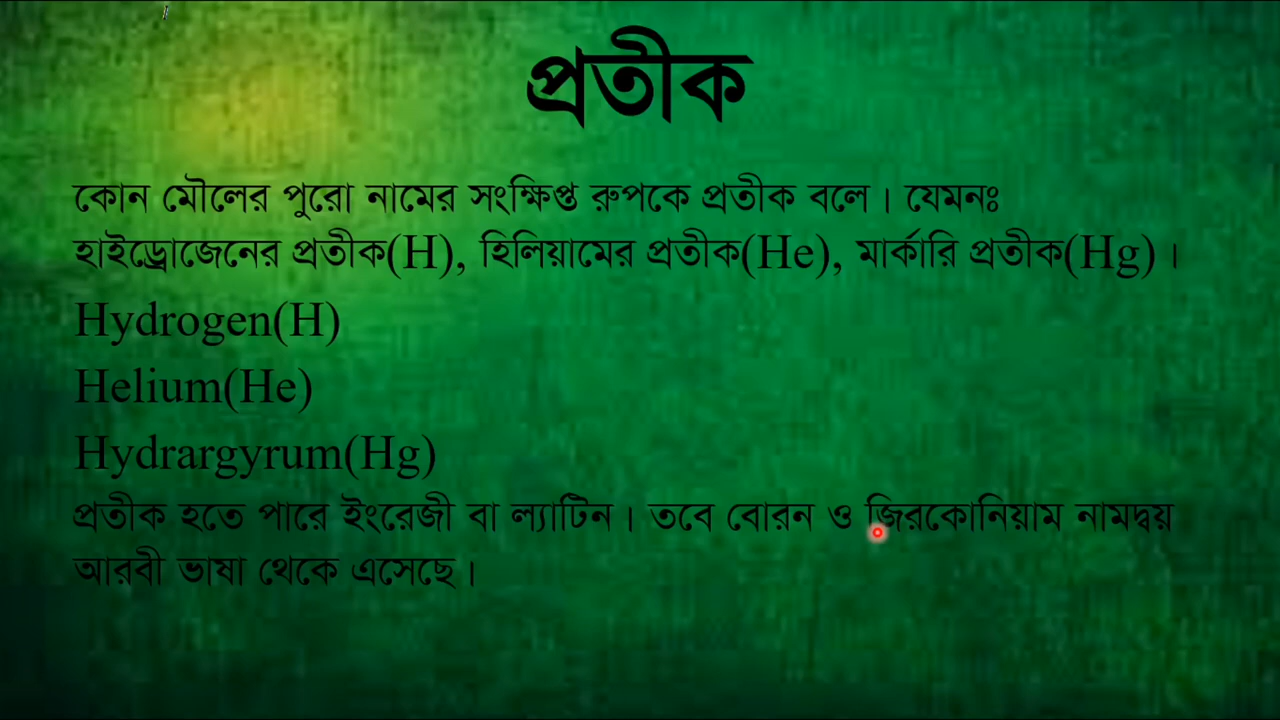 প্রতীক
কোন মৌলের পুরো নামের সংক্ষিপ্ত রুপকে প্রতীক বলে। যেমনঃ
হাইড্রোজেনের প্রতীক(H), হিলিয়ামের প্রতীক(He), মার্কারি প্রতীক(Hg)।
Hydrogen(H)
Helium(He)
Hydrargyrum(Hg)
প্রতীক হতে পারে ইংরেজী বা ল্যাটিন। তবে বোরন ও জিরকোনিয়াম নামদ্বয়
আরবী ভাষা থেকে এসেছে।